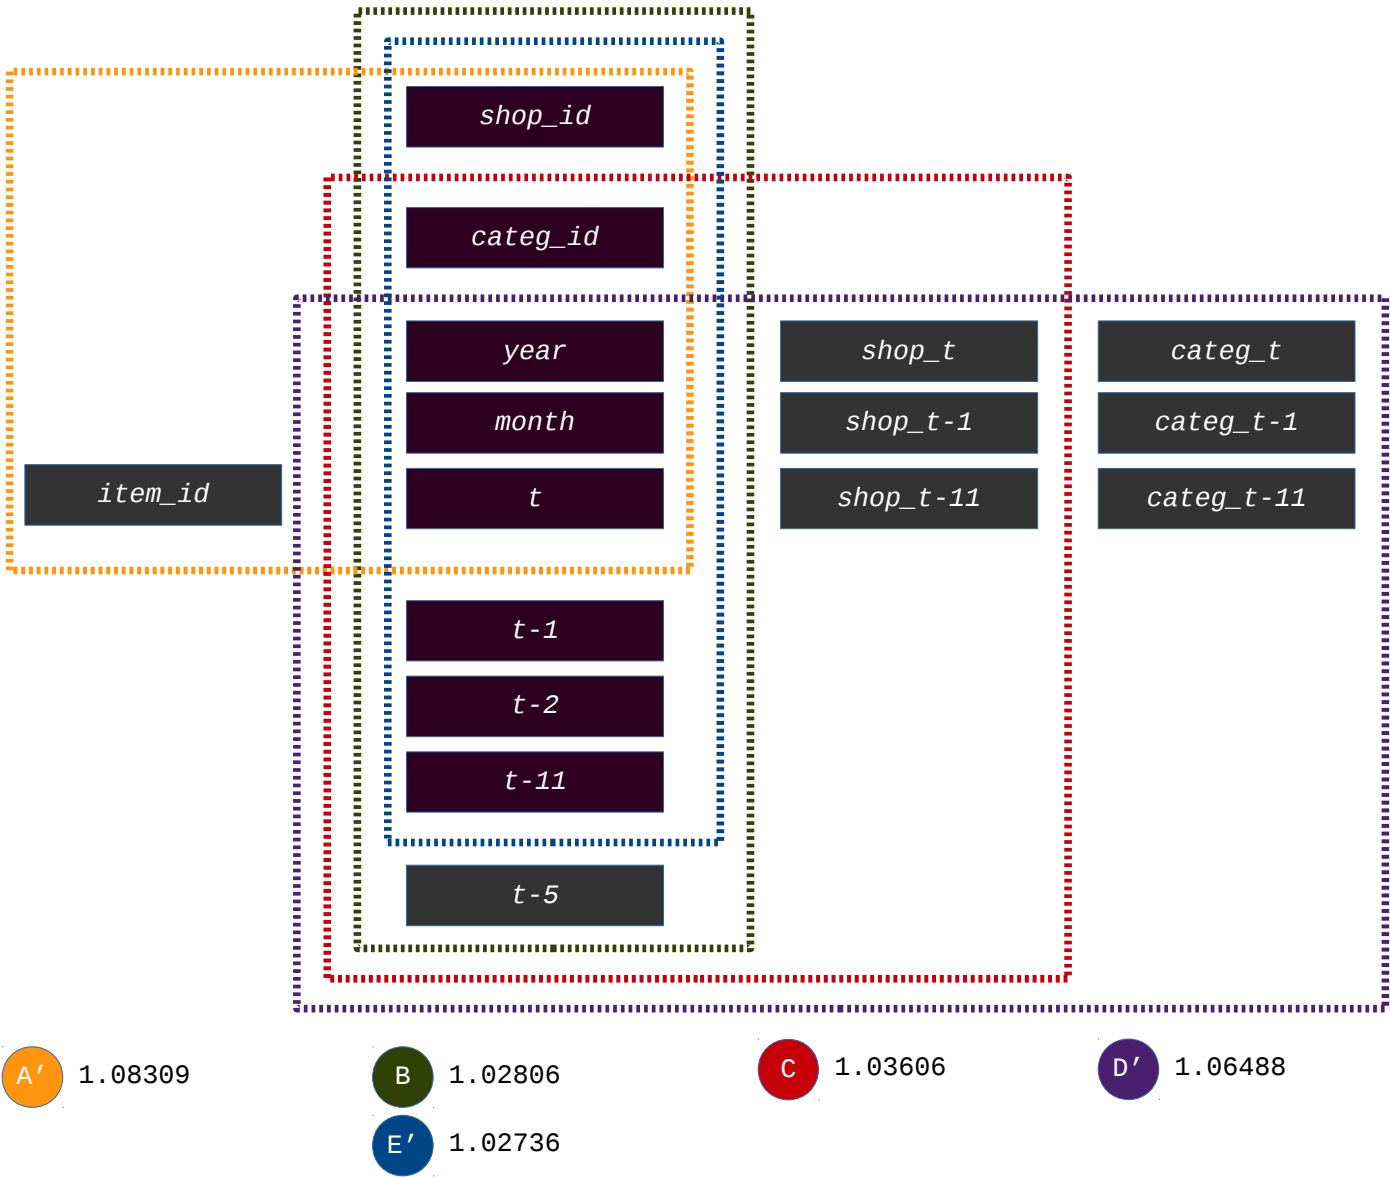 shop_id
categ_id
year
shop_t
categ_t
month
shop_t-1
categ_t-1
item_id
t
shop_t-11
categ_t-11
t-1
t-2
t-11
t-5
A’ 1.08309
B 1.02806
C 1.03606
D’ 1.06488
E’ 1.02736